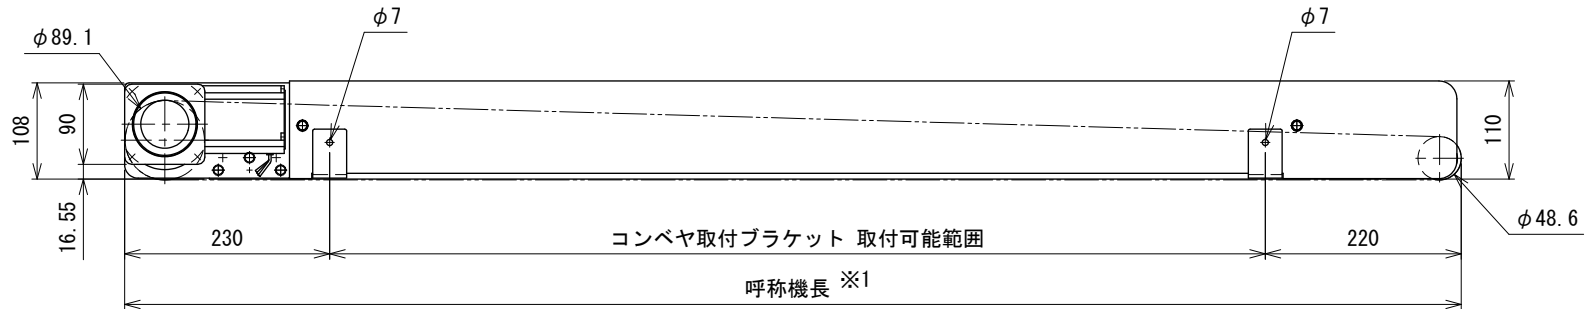 φ7
φ7
φ89.1
108
90
110
16.55
φ48.6
230
コンベヤ取付ブラケット 取付可能範囲
220
呼称機長 ※1